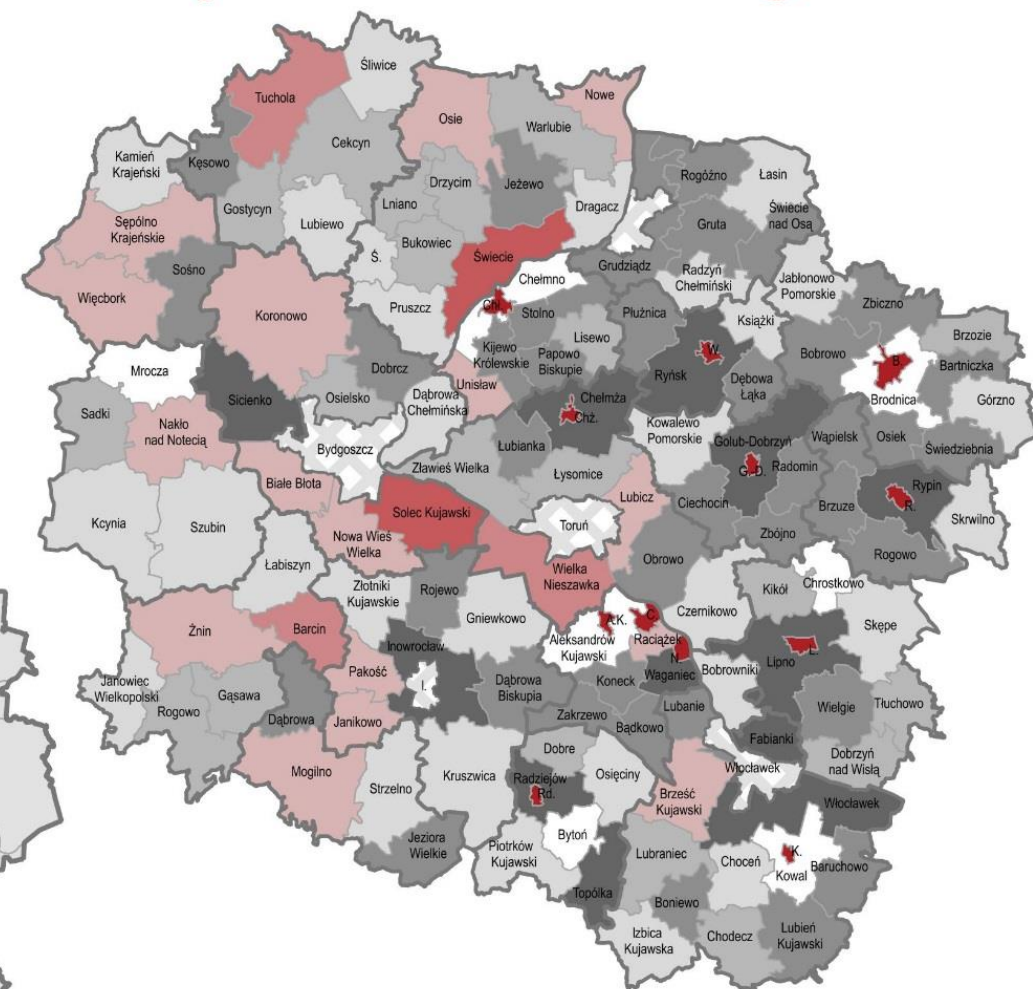 Śliwice
Tuchola
Nowe
Osie
Warlubie
Cekcyn
Kamień
Krajeński
Kęsowo
Rogóźno
Łasin
Drzycim
Jeżewo
Lniano
Dragacz
Gostycyn
Lubiewo
Świecie
nad Osą
Sępólno
Krajeńskie
Gruta
Bukowiec
Świecie
Ś.
Sośno
Grudziądz
Radzyń
Chełmiński
Jabłonowo
Pomorskie
Chełmno
Więcbork
Koronowo
Pruszcz
Chł.
Stolno
Płużnica
Zbiczno
Książki
Brzozie
Lisewo
Kijewo
Królewskie
Papowo
Biskupie
W.
Bobrowo
B.
Bartniczka
Mrocza
Dobrcz
Ryńsk
Sicienko
Osielsko
Unisław
Dębowa
Łąka
Brodnica
Górzno
Dąbrowa
Chełmińska
Chełmża
Chż.
Sadki
Nakło
nad Notecią
Bydgoszcz
Łubianka
Kowalewo
Pomorskie
Golub-Dobrzyń
Wąpielsk
Osiek
Świedziebnia
Zławieś Wielka
Łysomice
G.-D.
Radomin
Białe Błota
Lubicz
Ciechocin
Rypin
R.
Kcynia
Szubin
Solec Kujawski
Toruń
Brzuze
Skrwilno
Nowa Wieś
Wielka
Zbójno
Rogowo
Łabiszyn
Wielka
Nieszawka
Obrowo
Złotniki
Kujawskie
Rojewo
Chrostkowo
Kikół
Gniewkowo
A.K.
C.
Czernikowo
Żnin
Barcin
Aleksandrów
Kujawski
Raciążek
Skępe
Inowrocław
L.
Lipno
N.
Pakość
Bobrowniki
Waganiec
Janowiec
Wielkopolski
Gąsawa
I.
Dąbrowa
Biskupia
Koneck
Rogowo
Janikowo
Lubanie
Wielgie
Tłuchowo
Dąbrowa
Zakrzewo
Bądkowo
Fabianki
Dobre
Dobrzyń
nad Wisłą
Mogilno
Kruszwica
Osięciny
Włocławek
Strzelno
Radziejów
Rd.
Brześć
Kujawski
Włocławek
Bytoń
Jeziora
Wielkie
Piotrków
Kujawski
Lubraniec
Choceń
K.
Kowal
Baruchowo
Topólka
Boniewo
Izbica
Kujawska
Chodecz
Lubień
Kujawski